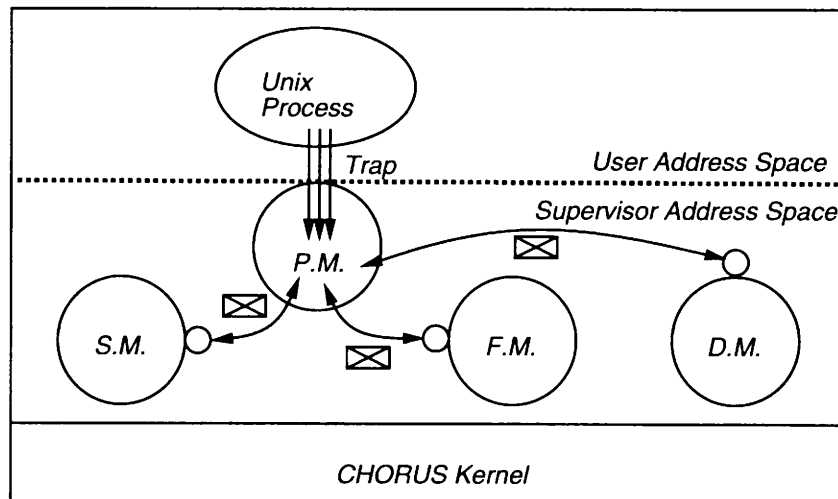 Unix
Process
Trap
User Address Space
Supervisor Address Space
P.M.
S.M.
F.M.
D.M.
CHORUS Kernel